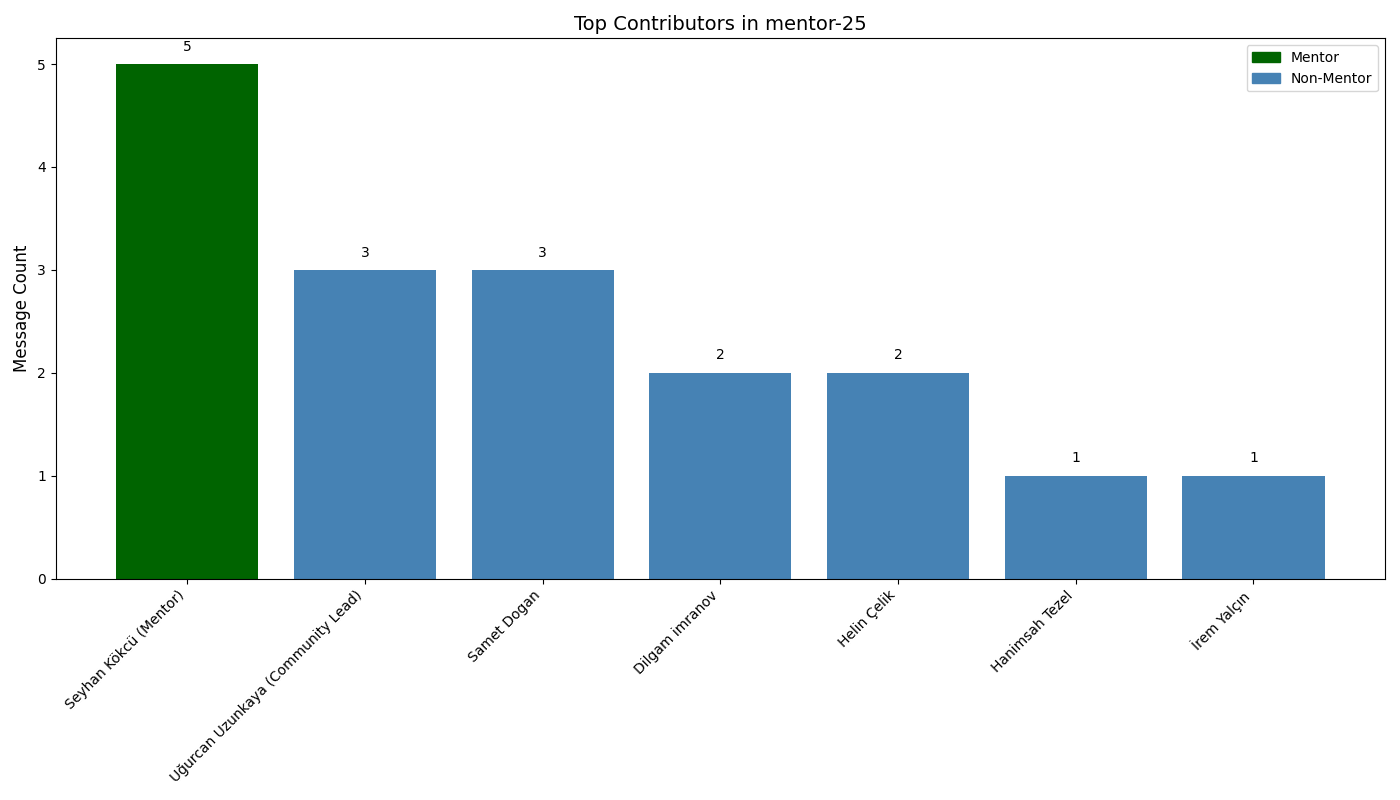 Top Contributors in mentor-25
Mentor
Non-Mentor
Message Count
5
4
3
2
1
0
5
3
3
2
2
1
1
Seyhan Kökcü (Mentor)
Uğurcan Uzunkaya (Community Lead)
Samet Dogan
Dilgam imranov
Helin Çelik
Hanimsah Tezel
İrem Yalçın